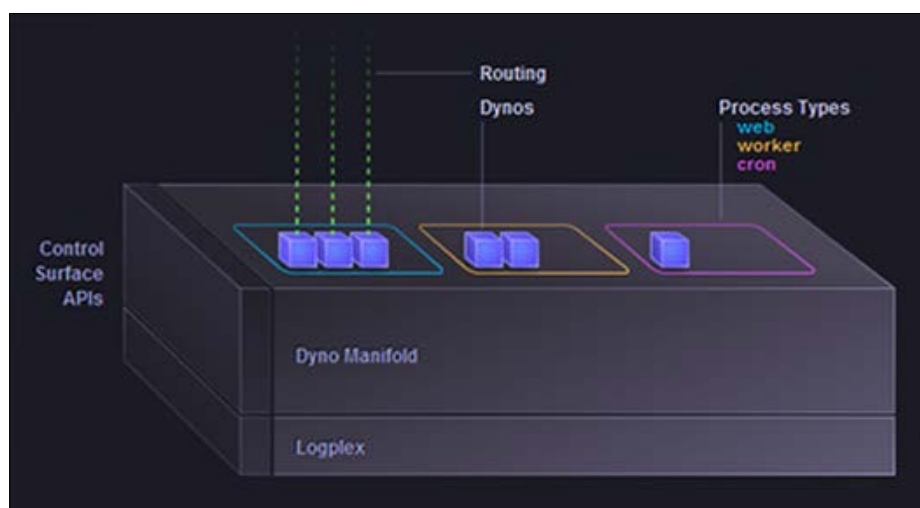 Routing
Dynos
Process Types
web
worker
cron
Control
Surface
APIs
Dyno Manifold
Logplex